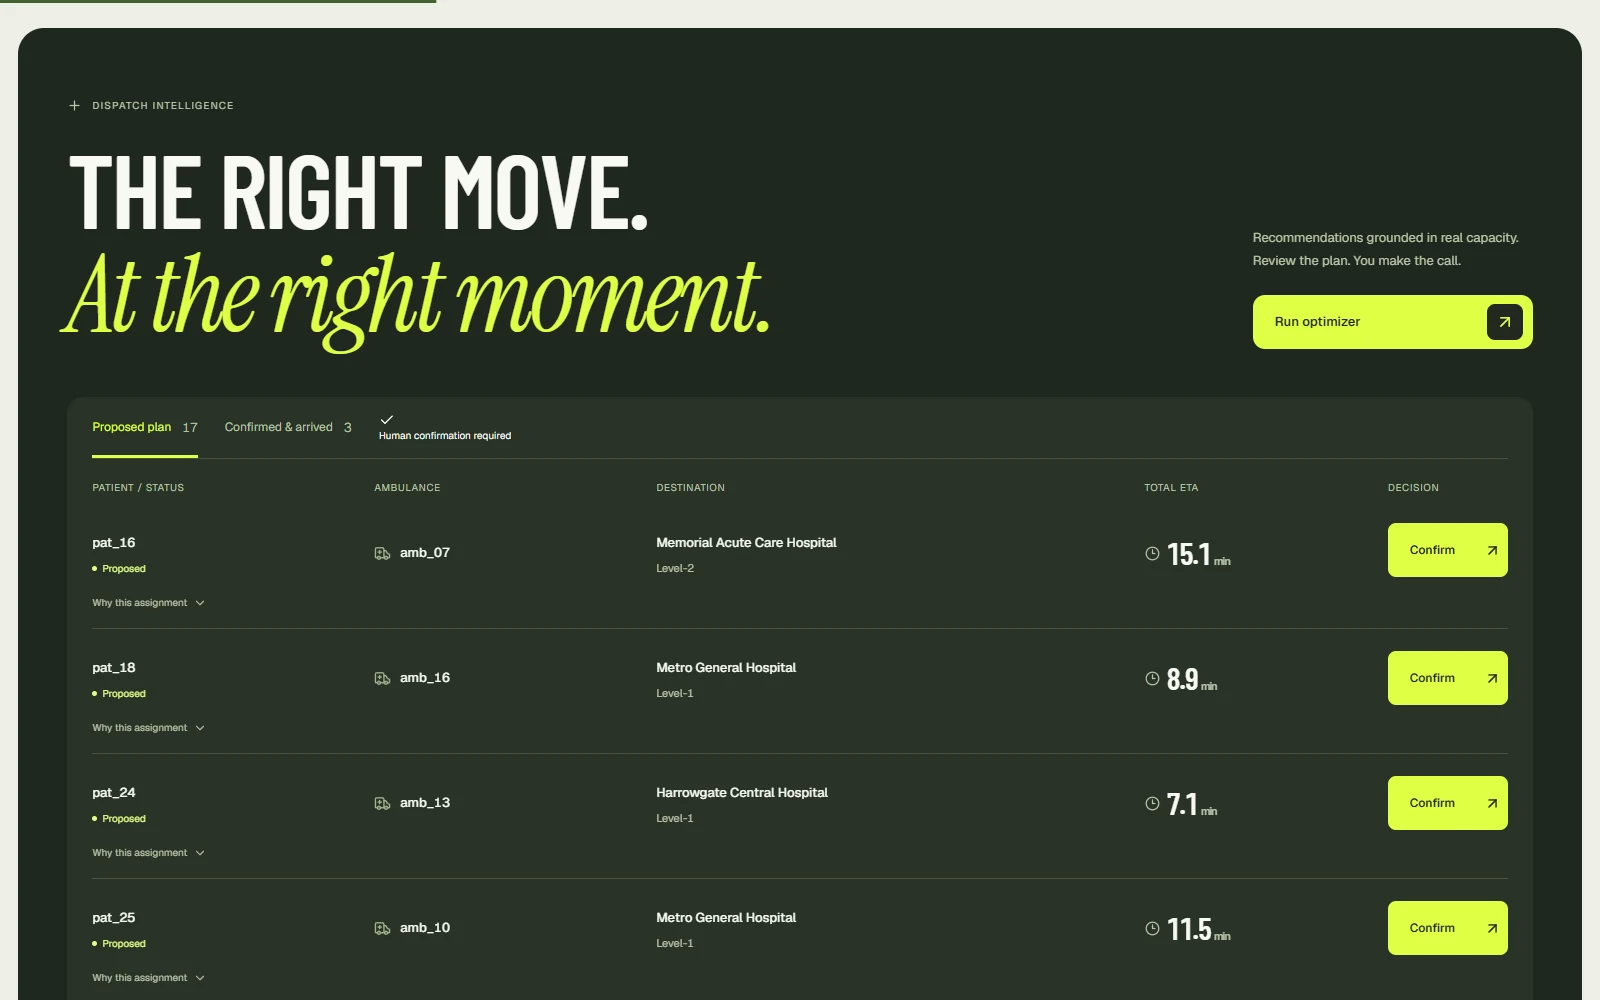 DISPATCH INTELLIGENCE
THE RIGHT MOVE.
At the right moment.
Recommendations grounded in real capacity.
Review the plan. You make the call.
Run optimizer
Proposed plan 17 Confirmed & arrived 3 Human confirmation required
PATIENT / STATUS AMBULANCE DESTINATION TOTAL ETA DECISION
pat_16 amb_07 Memorial Acute Care Hospital 15.1 min Confirm
Proposed Level-2
Why this assignment
pat_18 amb_16 Metro General Hospital 8.9 min Confirm
Proposed Level-1
Why this assignment
pat_24 amb_13 Harrowgate Central Hospital 7.1 min Confirm
Proposed Level-1
Why this assignment
pat_25 amb_10 Metro General Hospital 11.5 min Confirm
Proposed Level-1
Why this assignment